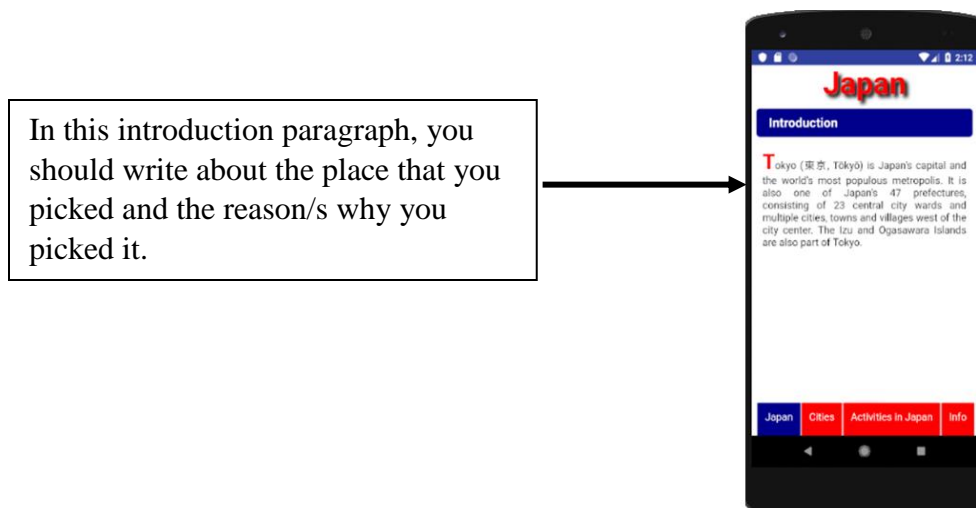 In this introduction paragraph, you
should write about the place that you
picked and the reason/s why you
picked it.
2:12
Japan
Introduction
Tokyo (東京, Tōkyō) is Japan's capital and
the world's most populous metropolis. It is
also one of Japan's 47 prefectures,
consisting of 23 central city wards and
multiple cities, towns and villages west of the
city center. The Izu and Ogasawara Islands
are also part of Tokyo.
Japan Cities Activities in Japan Info